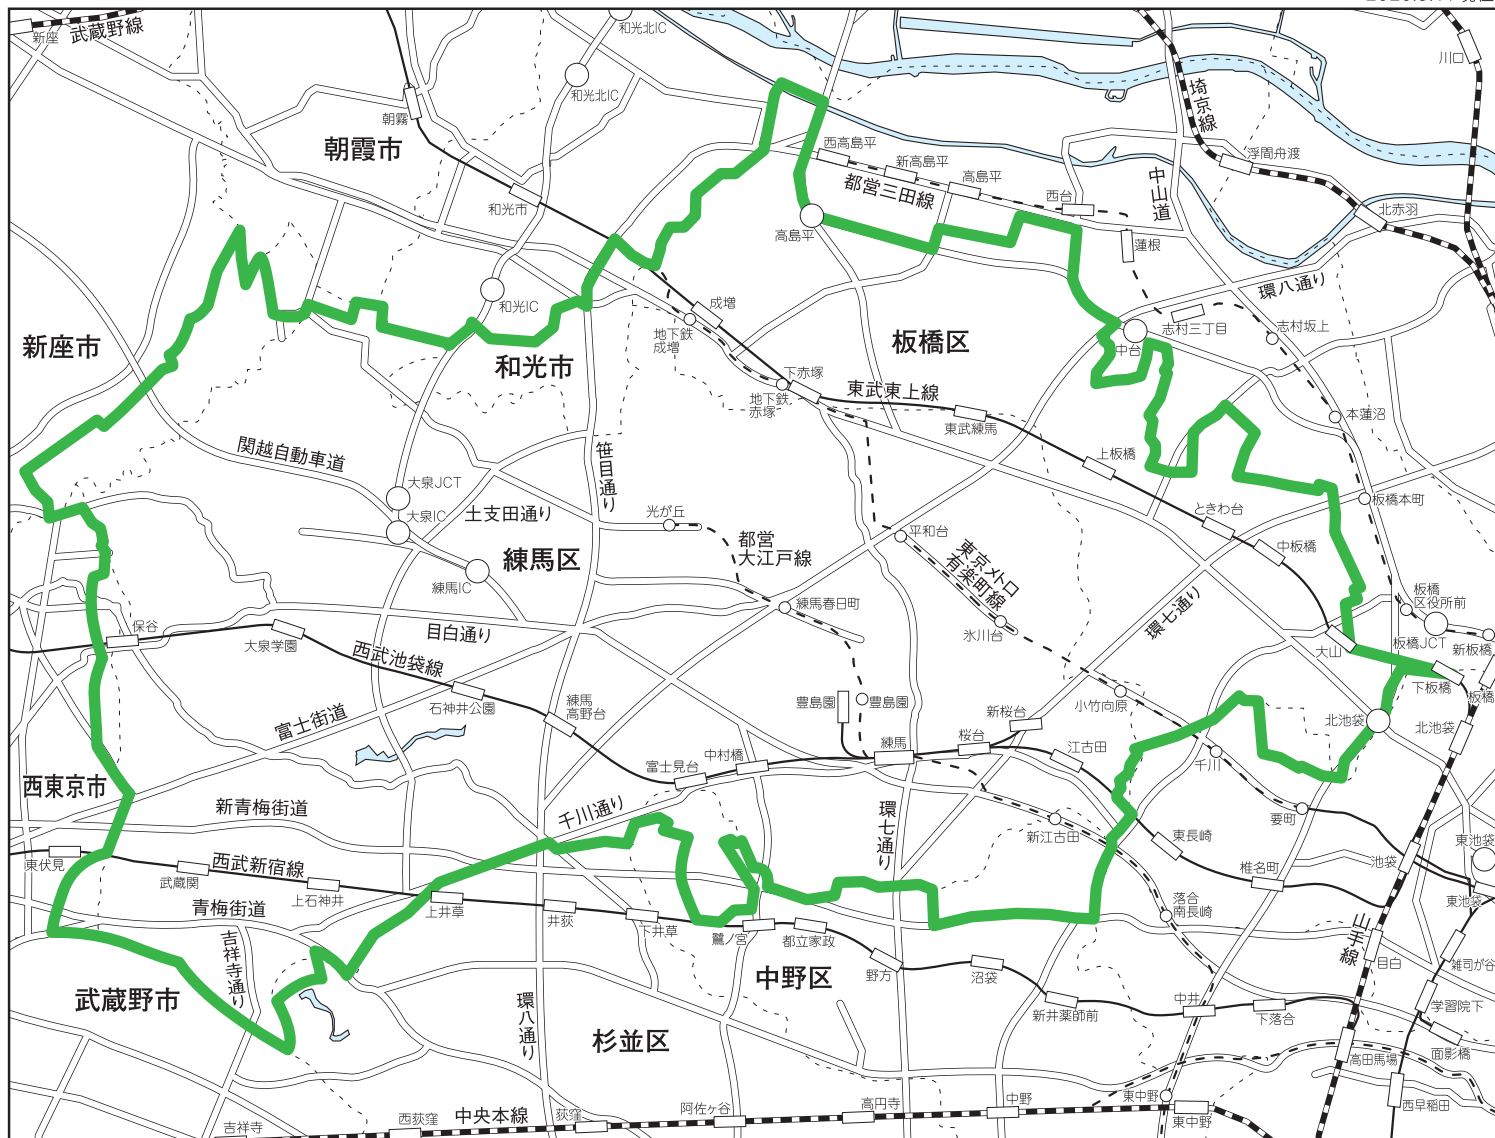 新座
武蔵野線
和光北IC
川口
和光北IC
朝霞
朝霞市
埼京線
浮間舟渡
西高島平
新高島平
高島平
都営三田線
西台
中山道
北赤羽
和光市
高島平
蓮根
和光IC
成増
地下鉄
成増
環八通り
志村三丁目
志村坂上
新座市
和光市
板橋区
中台
下赤塚
地下鉄
赤塚
東武東上線
東武練馬
本蓮沼
上板橋
関越自動車道
笹目通り
大泉JCT
大泉IC
土支田通り
光が丘
板橋本町
ときわ台
中板橋
都営
大江戸線
平和台
東京メトロ
有楽町線
練馬区
練馬IC
練馬春日町
環七通り
板橋
区役所前
保谷
大泉学園
目白通り
西武池袋線
氷川台
大山
板橋JCT
新板橋
下板橋
板橋
石神井公園
練馬
高野台
豊島園
豊島園
小竹向原
北池袋
北池袋
富士街道
新桜台
桜台
練馬
江古田
中村橋
富士見台
千川
西東京市
新青梅街道
千川通り
環七通り
新江古田
東長崎
要町
東池袋
池袋
東伏見
西武新宿線
武蔵関
上石神井
椎名町
東池袋
青梅街道
上井草
井荻
下井草
鷺ノ宮
都立家政
落合
南長崎
吉祥寺通り
山手線
目白
野方
沼袋
雑司が谷
中野区
武蔵野市
環八通り
新井薬師前
中井
下落合
学習院下
杉並区
高田馬場
面影橋
東中野
西早稲田
吉祥寺
西荻窪
中央本線
荻窪
阿佐ヶ谷
高円寺
中野
東中野